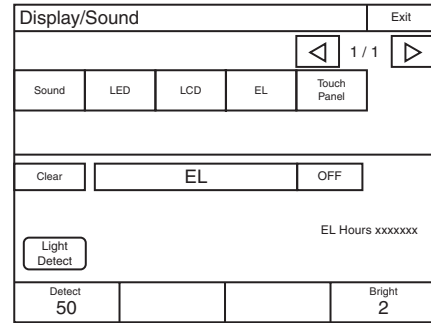 Display/Sound Exit
1 / 1
Sound LED LCD EL Touch Panel
Clear EL OFF
EL Hours xxxxxxx
Light Detect
Detect 50 Bright 2